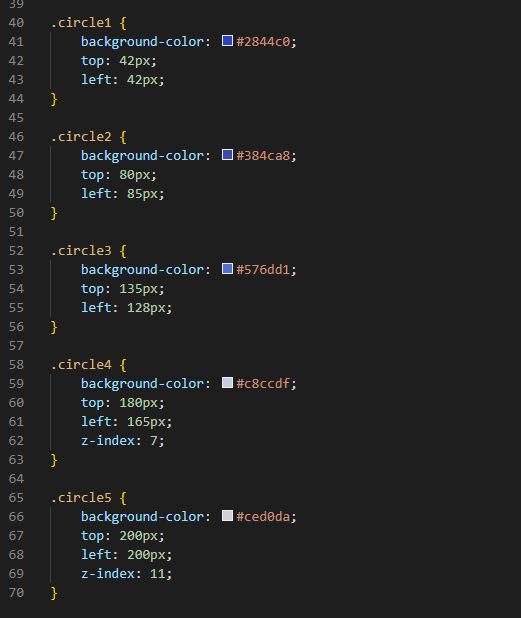 39
40 .circle1 {
41 background-color: #2844c0;
42 top: 42px;
43 left: 42px;
44 }
45
46 .circle2 {
47 background-color: #384ca8;
48 top: 80px;
49 left: 85px;
50 }
51
52 .circle3 {
53 background-color: #576dd1;
54 top: 135px;
55 left: 128px;
56 }
57
58 .circle4 {
59 background-color: #c8ccdf;
60 top: 180px;
61 left: 165px;
62 z-index: 7;
63 }
64
65 .circle5 {
66 background-color: #ced0da;
67 top: 200px;
68 left: 200px;
69 z-index: 11;
70 }